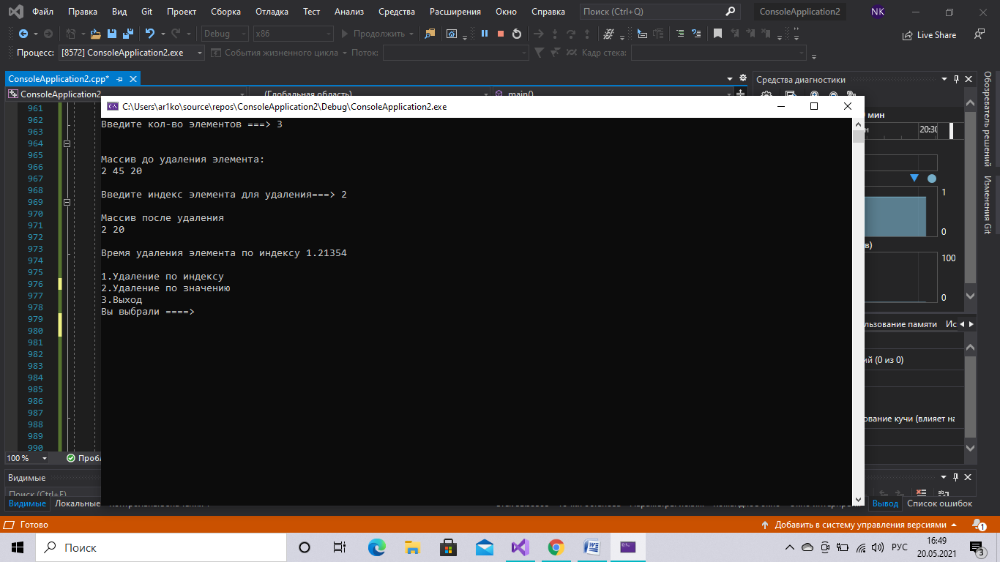 Файл Правка Вид Git Проект Сборка Отладка Тест Анализ Средства Расширения Окно Справка Поиск (Ctrl+Q) ConsoleApplication2 NK
Debug x86 Продолжить Live Share
Процесс: [8572] ConsoleApplication2.exe События жизненного цикла Поток: Кадр стека:
ConsoleApplication2.cpp* Средства диагностики
ConsoleApplication2 (Глобальная область) main()
C:\Users\ar1ko\source\repos\ConsoleApplication2\Debug\ConsoleApplication2.exe
Введите кол-во элементов ===> 3
Массив до удаления элемента:
2 45 20
Введите индекс элемента для удаления===> 2
Массив после удаления
2 20
Время удаления элемента по индексу 1.21354
1.Удаление по индексу
2.Удаление по значению
3.Выход
Вы выбрали ====>
961
962
963
964
965
966
967
968
969
970
971
972
973
974
975
976
977
978
979
980
981
982
983
984
985
986
987
988
989
990
мин
20:30
1
0
100
0
памяти
(0 из 0)
кучи (влияет
Обозреватель решений
Изменения Git
100 %
Видимые
Поиск (Ctrl+E)
Видимые Локальные Вывод Список ошибок
Готово Добавить в систему управления версиями 1
Поиск РУС 16:49
20.05.2021 3